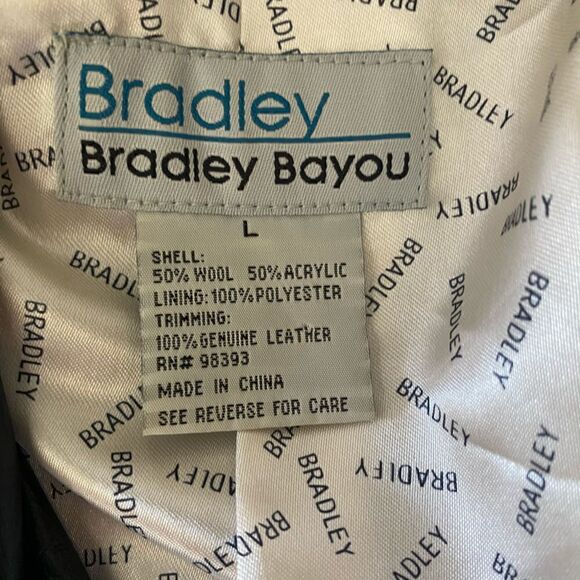 Bradley
Bradley Bayou
L
SHELL:
50% WOOL 50% ACRYLIC
LINING: 100% POLYESTER
TRIMMING:
100% GENUINE LEATHER
RN# 98393
MADE IN CHINA
SEE REVERSE FOR CARE
BRADLEY
BRADLEY
BRADLEY
BRADLEY
BRADLEY
BRADLEY
BRADLEY
BRADLEY
BRADLEY